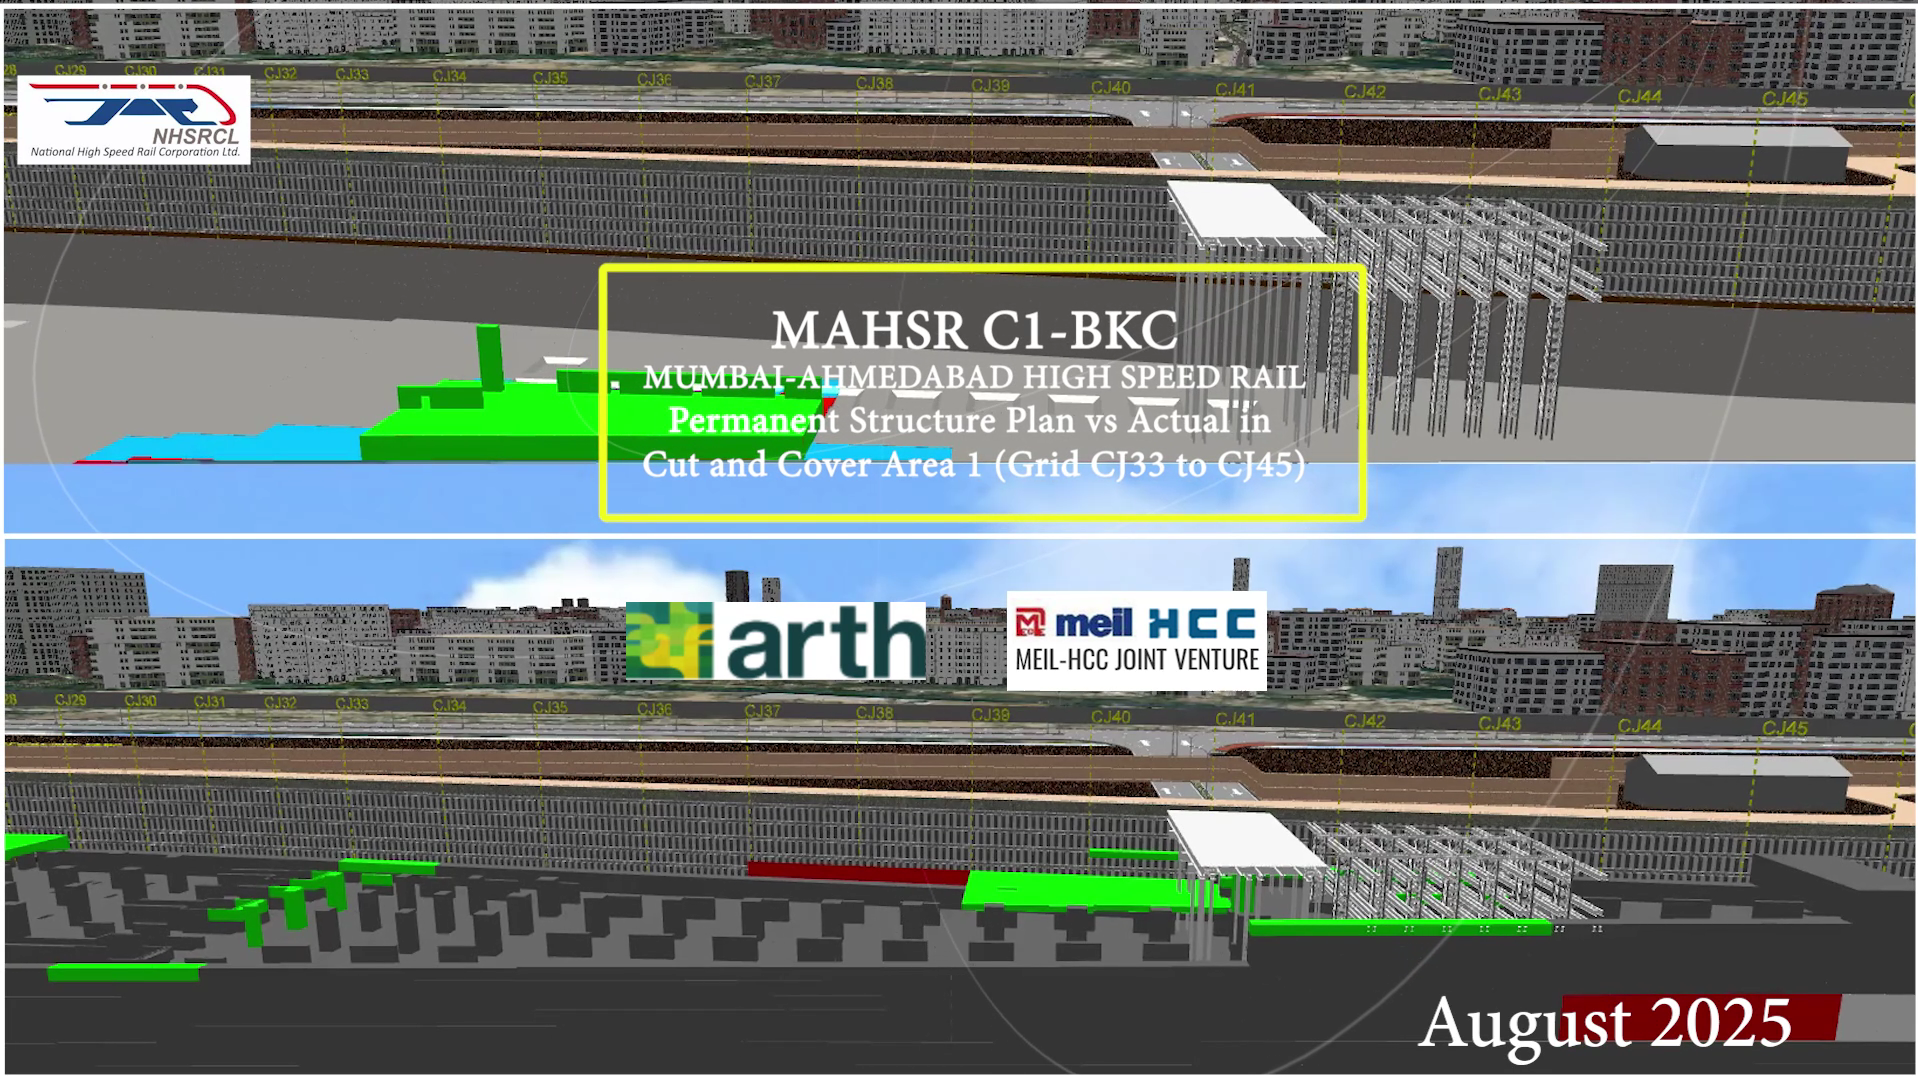 28 CJ29 CJ30 CJ31 CJ32 CJ33 CJ34 CJ35 CJ36 CJ37 CJ38 CJ39 CJ40 CJ41 CJ42 CJ43 CJ44 CJ45
NHSRCL
National High Speed Rail Corporation Ltd.
MAHSR C1-BKC
MUMBAI-AHMEDABAD HIGH SPEED RAIL
Permanent Structure Plan vs Actual in
Cut and Cover Area 1 (Grid CJ33 to CJ45)
arth
meil HCC
MEIL-HCC JOINT VENTURE
28 CJ29 CJ30 CJ31 CJ32 CJ33 CJ34 CJ35 CJ36 CJ37 CJ38 CJ39 CJ40 CJ41 CJ42 CJ43 CJ44 CJ45
August 2025